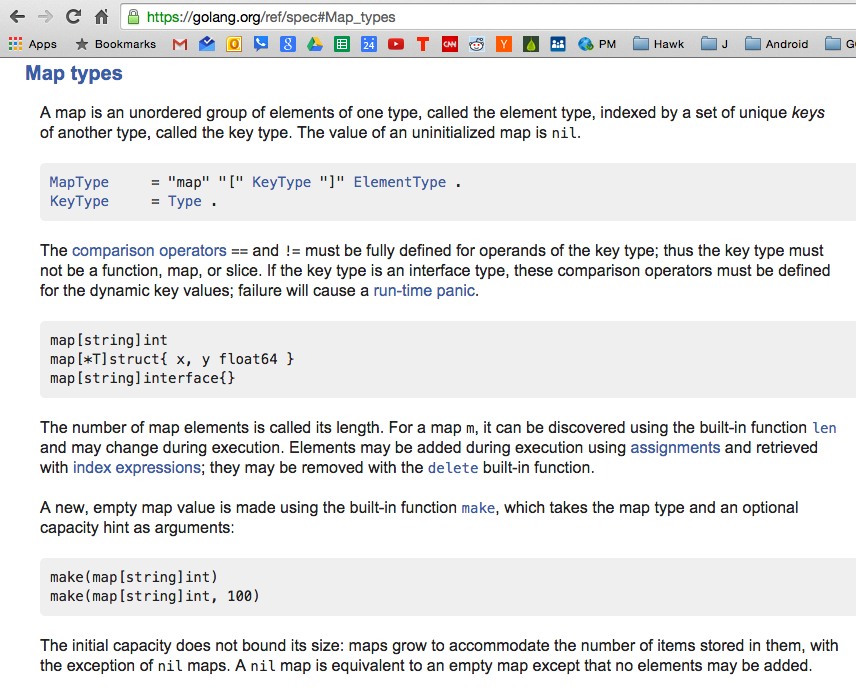 https://golang.org/ref/spec#Map_types
Apps Bookmarks 24 CNN Y PM Hawk J Android
Map types
A map is an unordered group of elements of one type, called the element type, indexed by a set of unique keys
of another type, called the key type. The value of an uninitialized map is nil.
MapType = "map" "[" KeyType "]" ElementType .
KeyType = Type .
The comparison operators == and != must be fully defined for operands of the key type; thus the key type must
not be a function, map, or slice. If the key type is an interface type, these comparison operators must be defined
for the dynamic key values; failure will cause a run-time panic.
map[string]int
map[*T]struct{ x, y float64 }
map[string]interface{}
The number of map elements is called its length. For a map m, it can be discovered using the built-in function len
and may change during execution. Elements may be added during execution using assignments and retrieved
with index expressions; they may be removed with the delete built-in function.
A new, empty map value is made using the built-in function make, which takes the map type and an optional
capacity hint as arguments:
make(map[string]int)
make(map[string]int, 100)
The initial capacity does not bound its size: maps grow to accommodate the number of items stored in them, with
the exception of nil maps. A nil map is equivalent to an empty map except that no elements may be added.